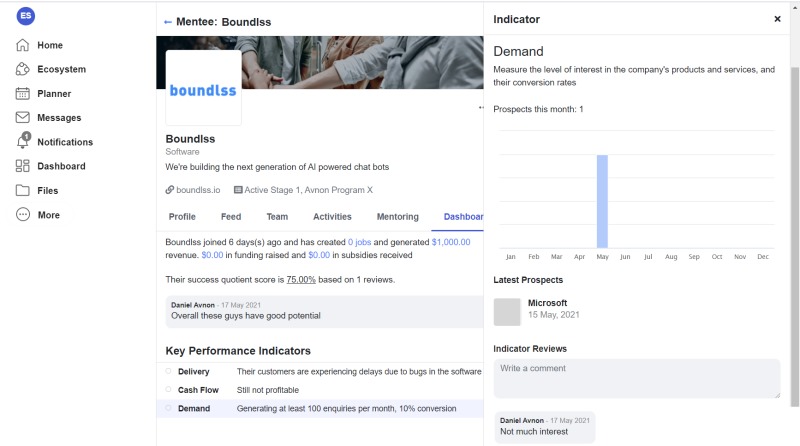 ES
Home
Ecosystem
Planner
Messages
1
Notifications
Dashboard
Files
More
← Mentee: Boundlss
boundlss
Boundlss
Software
We're building the next generation of AI powered chat bots
boundlss.io Active Stage 1, Avnon Program X
Profile Feed Team Activities Mentoring Dashboar
Boundlss joined 6 days(s) ago and has created 0 jobs and generated $1,000.00
revenue. $0.00 in funding raised and $0.00 in subsidies received
Their success quotient score is 75.00% based on 1 reviews.
Daniel Avnon - 17 May 2021
Overall these guys have good potential
Key Performance Indicators
Delivery Their customers are experiencing delays due to bugs in the software
Cash Flow Still not profitable
Demand Generating at least 100 enquiries per month, 10% conversion
Indicator ×
Demand
Measure the level of interest in the company's products and services, and
their conversion rates
Prospects this month: 1
Jan Feb Mar Apr May Jun Jul Aug Sep Oct Nov Dec
Latest Prospects
Microsoft
15 May, 2021
Indicator Reviews
Write a comment
Daniel Avnon - 17 May 2021
Not much interest